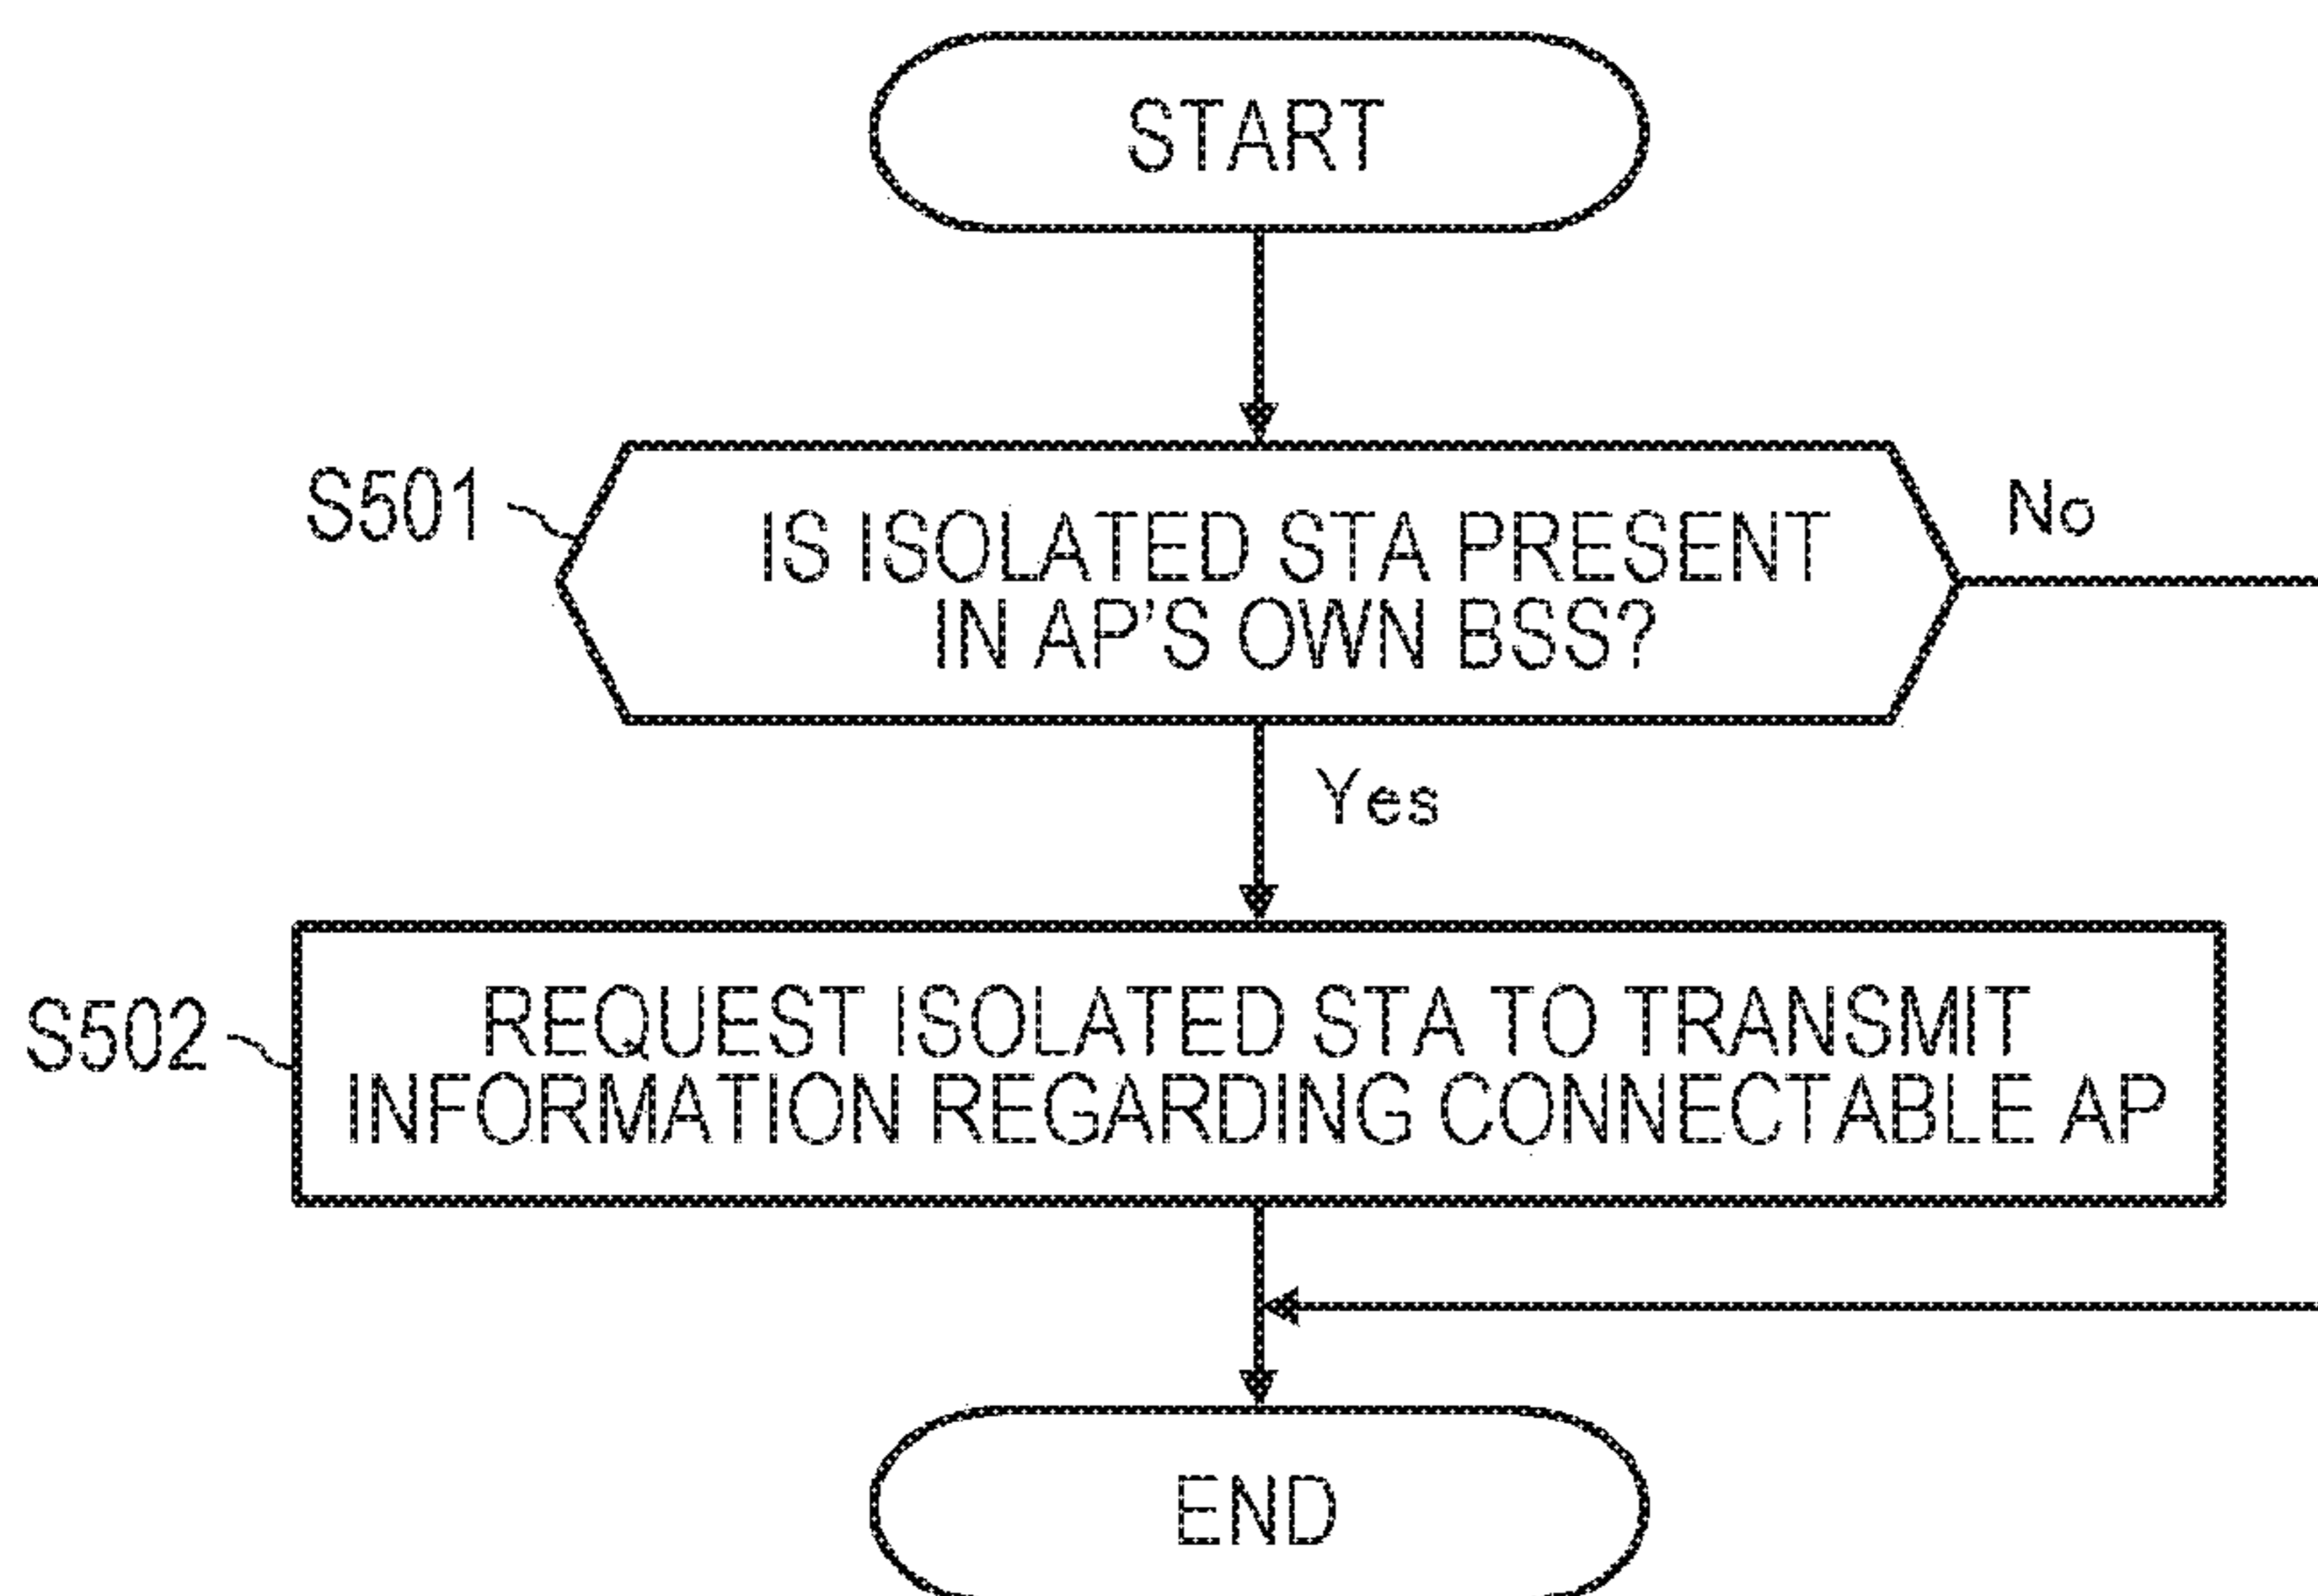 START
S501
IS ISOLATED STA PRESENT
IN AP'S OWN BSS?
No
Yes
S502
REQUEST ISOLATED STA TO TRANSMIT
INFORMATION REGARDING CONNECTABLE AP
END